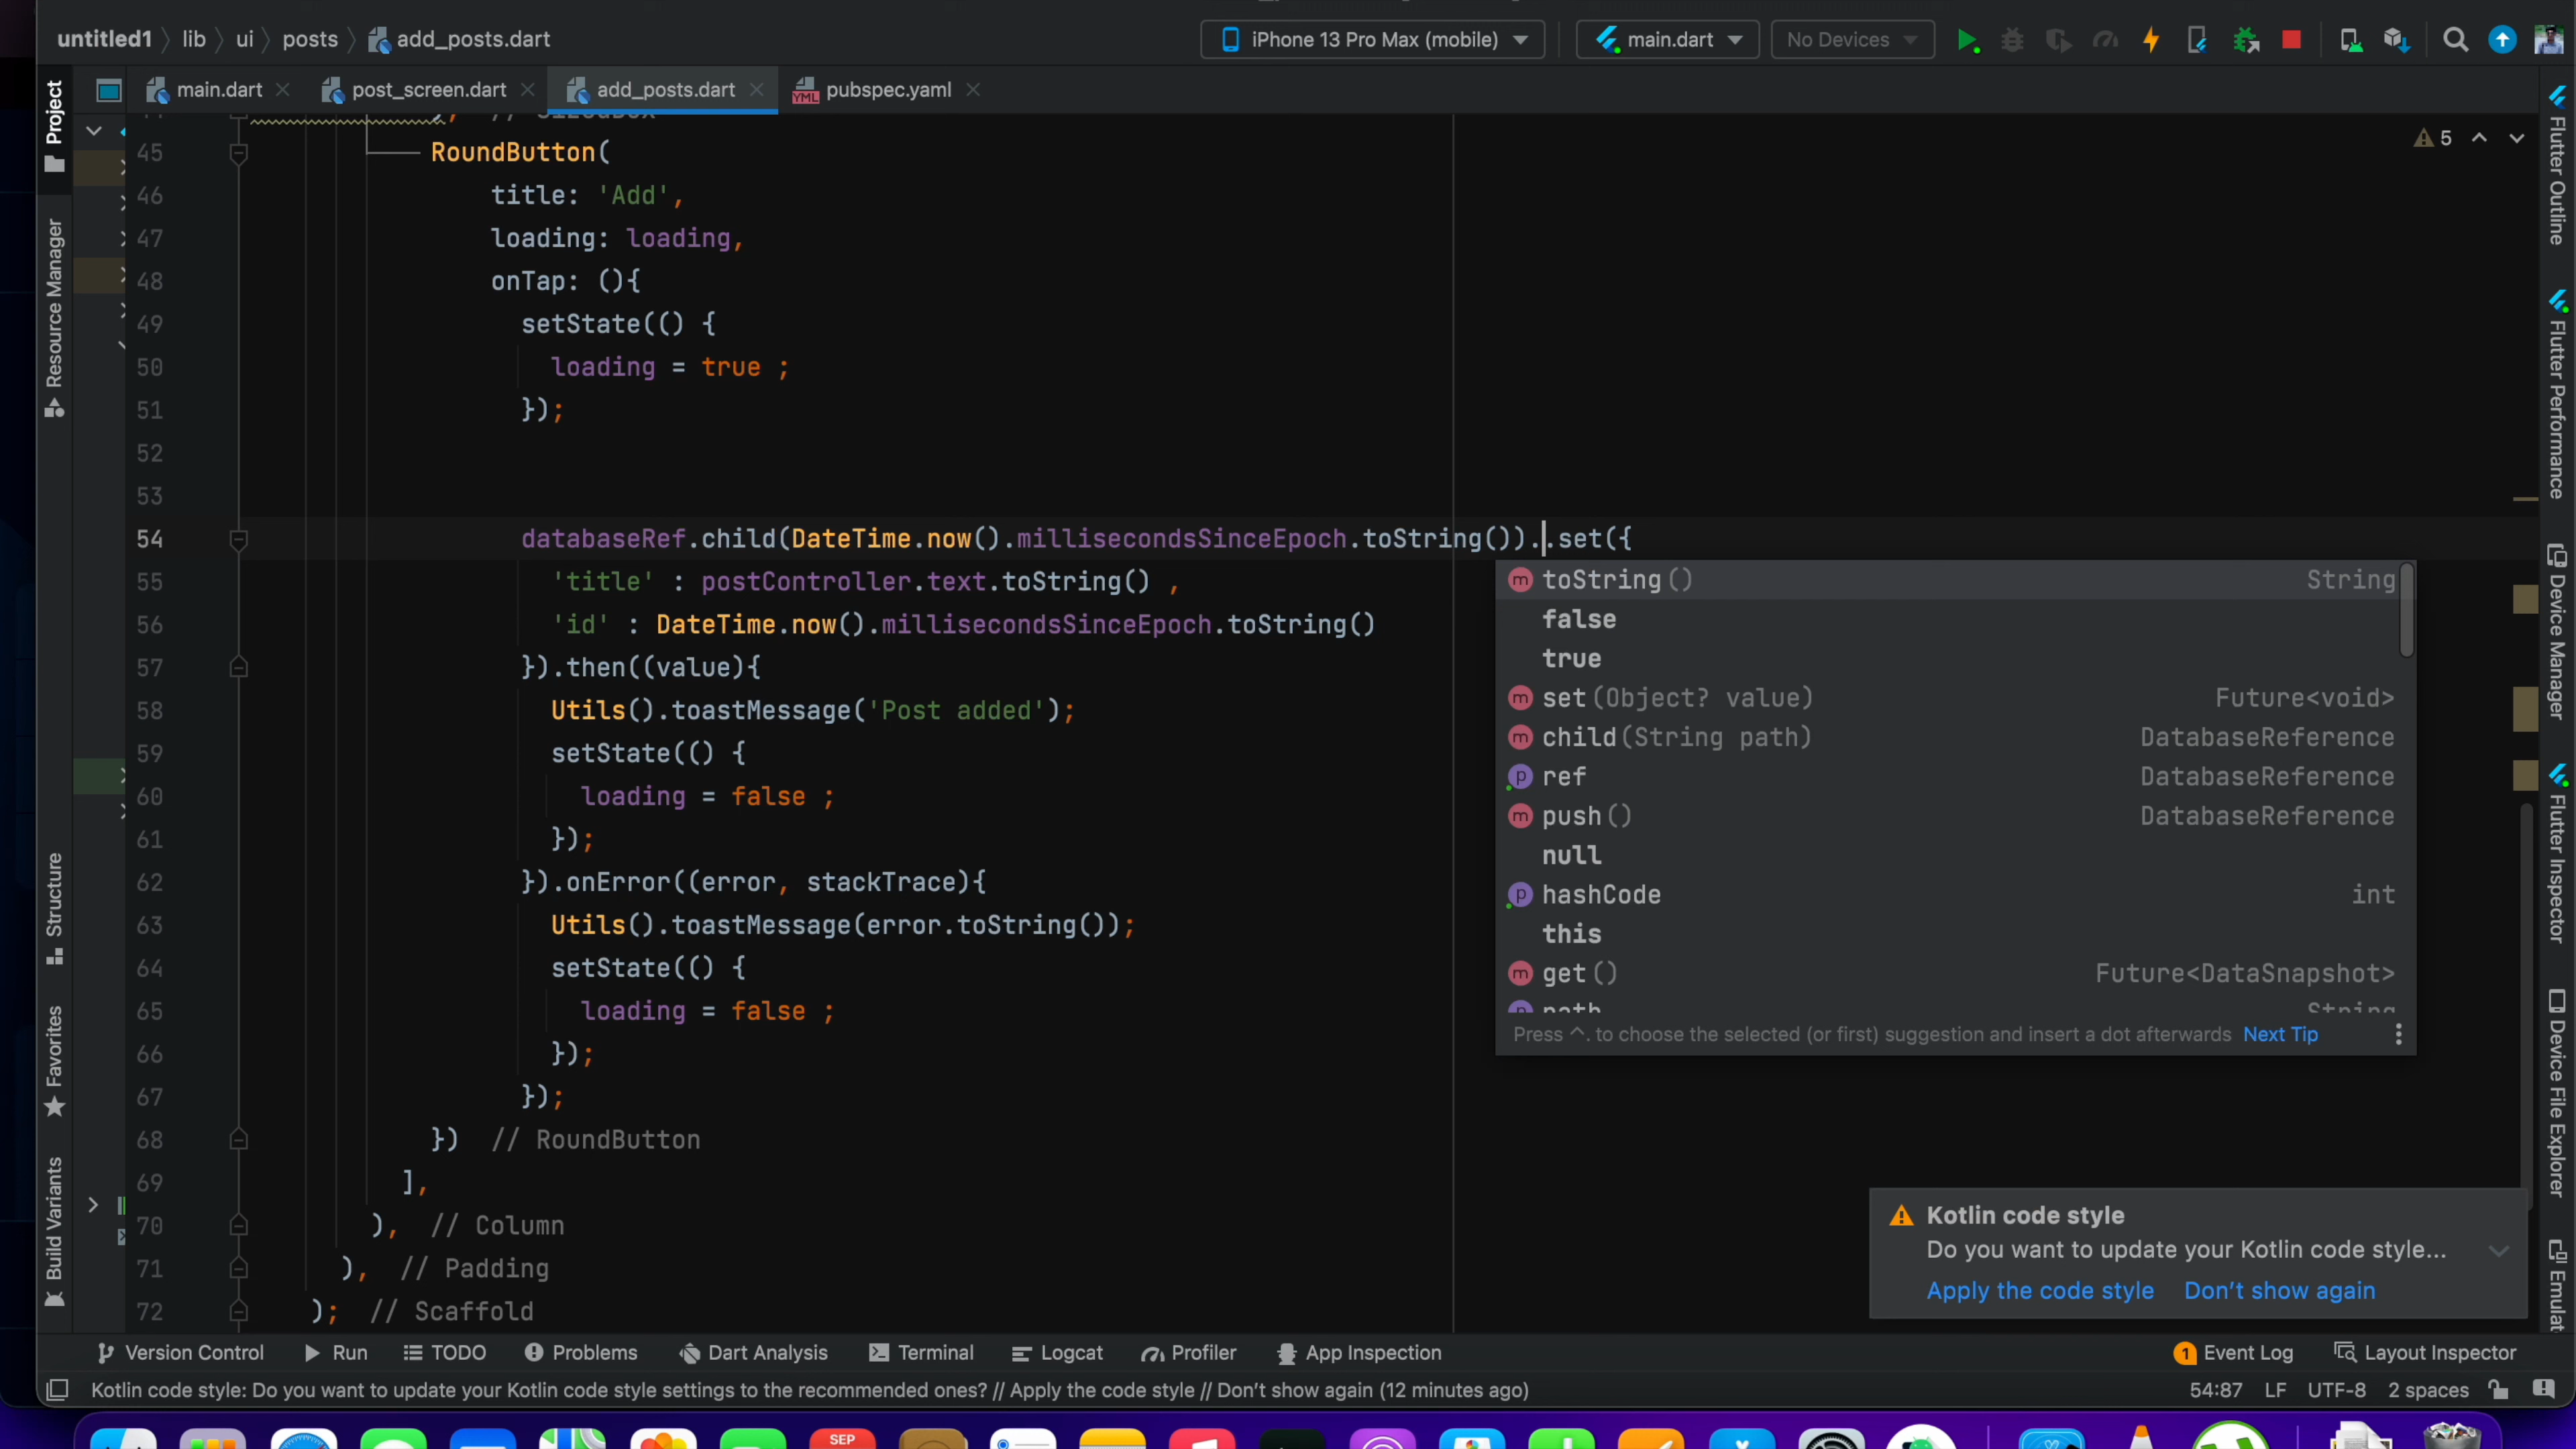 untitled1 lib ui posts add_posts.dart iPhone 13 Pro Max (mobile) main.dart No Devices
main.dart post_screen.dart add_posts.dart pubspec.yaml
Project
Resource Manager
Structure
Favorites
Build Variants
5
45 RoundButton(
46 title: 'Add',
47 loading: loading,
48 onTap: (){
49 setState(() {
50 loading = true ;
51 });
52
53
54 databaseRef.child(DateTime.now().millisecondsSinceEpoch.toString())..set({
55 'title' : postController.text.toString() ,
56 'id' : DateTime.now().millisecondsSinceEpoch.toString()
57 }).then((value){
58 Utils().toastMessage('Post added');
59 setState(() {
60 loading = false ;
61 });
62 }).onError((error, stackTrace){
63 Utils().toastMessage(error.toString());
64 setState(() {
65 loading = false ;
66 });
67 });
68 }) // RoundButton
69 ],
70 ), // Column
71 ), // Padding
72 ); // Scaffold
toString() String
false
true
set(Object? value) Future<void>
child(String path) DatabaseReference
ref DatabaseReference
push() DatabaseReference
null
hashCode int
this
get() Future<DataSnapshot>
path String
Press ^. to choose the selected (or first) suggestion and insert a dot afterwards Next Tip
Kotlin code style
Do you want to update your Kotlin code style...
Apply the code style Don't show again
Flutter Outline
Flutter Performance
Device Manager
Flutter Inspector
Device File Explorer
Emulat
Version Control Run TODO Problems Dart Analysis Terminal Logcat Profiler App Inspection 1 Event Log Layout Inspector
Kotlin code style: Do you want to update your Kotlin code style settings to the recommended ones? // Apply the code style // Don't show again (12 minutes ago) 54:87 LF UTF-8 2 spaces
SEP